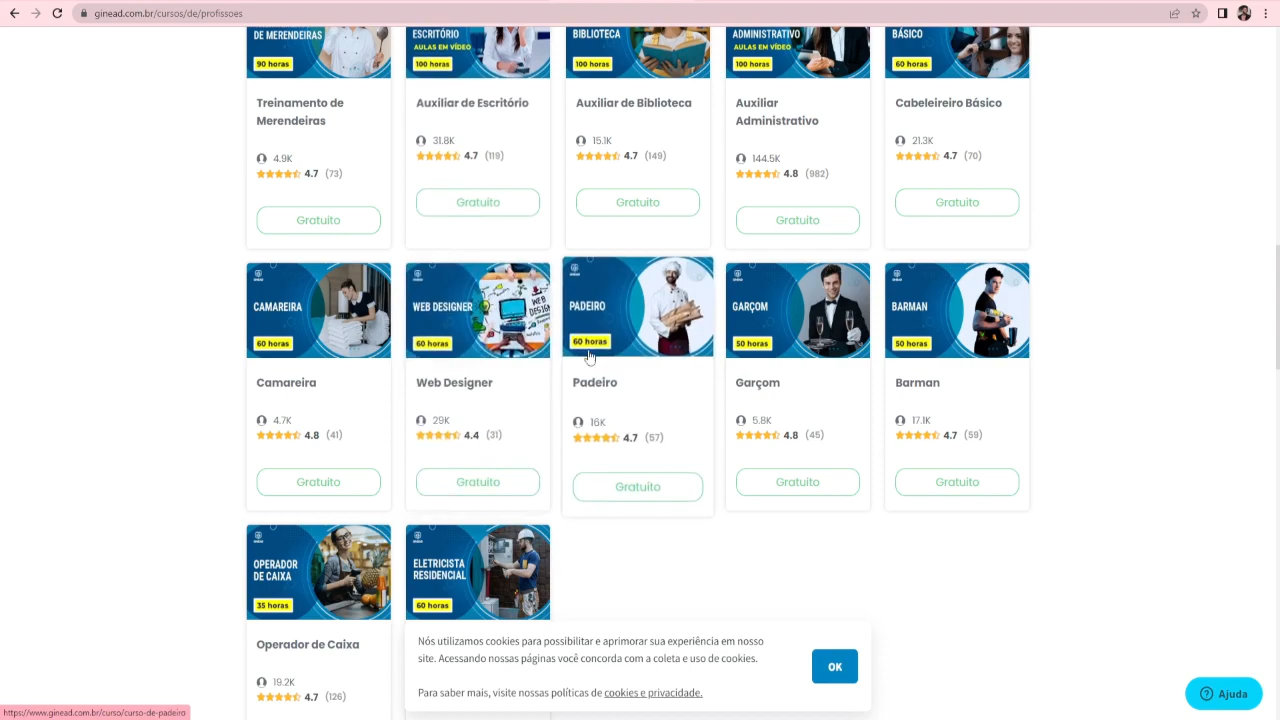 ginead.com.br/cursos/de/profissoes
DE MERENDEIRAS
90 horas
ESCRITÓRIO
AULAS EM VÍDEO
100 horas
BIBLIOTECA
100 horas
ADMINISTRATIVO
AULAS EM VÍDEO
100 horas
BÁSICO
60 horas
Treinamento de
Merendeiras
4.9K
4.7 (73)
Gratuito
Auxiliar de Escritório
31.8K
4.7 (119)
Gratuito
Auxiliar de Biblioteca
15.1K
4.7 (149)
Gratuito
Auxiliar
Administrativo
144.5K
4.8 (982)
Gratuito
Cabeleireiro Básico
21.3K
4.7 (70)
Gratuito
GINEAD
CAMAREIRA
60 horas
Camareira
4.7K
4.8 (41)
Gratuito
GINEAD
WEB DESIGNER
WEB
DESIGN
60 horas
Web Designer
29K
4.4 (31)
Gratuito
GINEAD
PADEIRO
60 horas
Padeiro
16K
4.7 (57)
Gratuito
GINEAD
GARÇOM
50 horas
Garçom
5.8K
4.8 (45)
Gratuito
GINEAD
BARMAN
50 horas
Barman
17.1K
4.7 (59)
Gratuito
GINEAD
OPERADOR
DE CAIXA
35 horas
Operador de Caixa
19.2K
4.7 (126)
GINEAD
ELETRICISTA
RESIDENCIAL
60 horas
Nós utilizamos cookies para possibilitar e aprimorar sua experiência em nosso
site. Acessando nossas páginas você concorda com a coleta e uso de cookies.
Para saber mais, visite nossas políticas de cookies e privacidade.
OK
Ajuda
https://www.ginead.com.br/curso/curso-de-padeiro